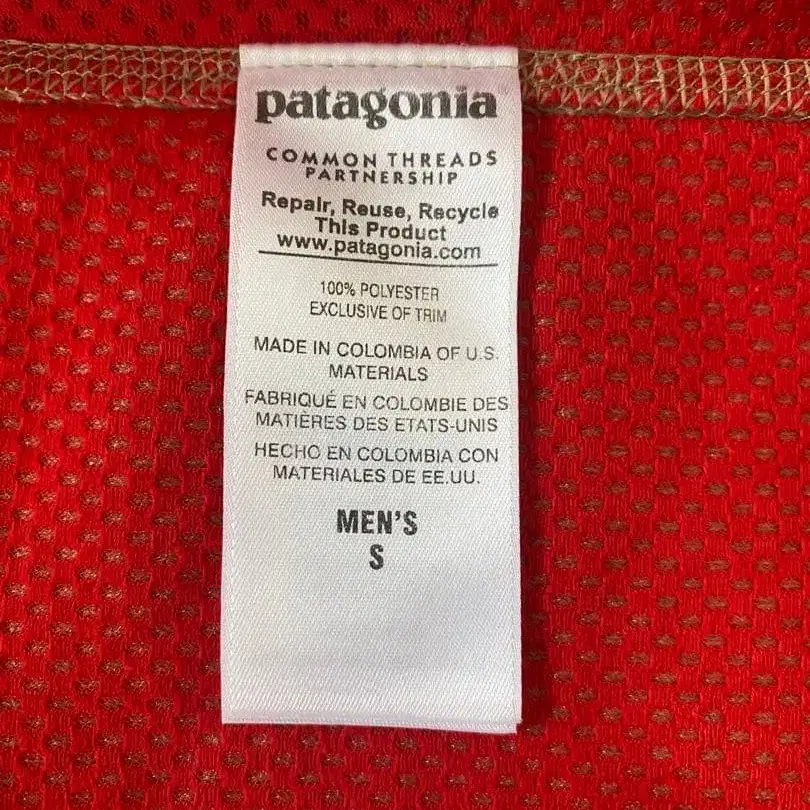 patagonia
COMMON THREADS
PARTNERSHIP
Repair, Reuse, Recycle
This Product
www.patagonia.com
100% POLYESTER
EXCLUSIVE OF TRIM
MADE IN COLOMBIA OF U.S.
MATERIALS
FABRIQUÉ EN COLOMBIE DES
MATIÈRES DES ETATS-UNIS
HECHO EN COLOMBIA CON
MATERIALES DE EE.UU.
MEN'S
S